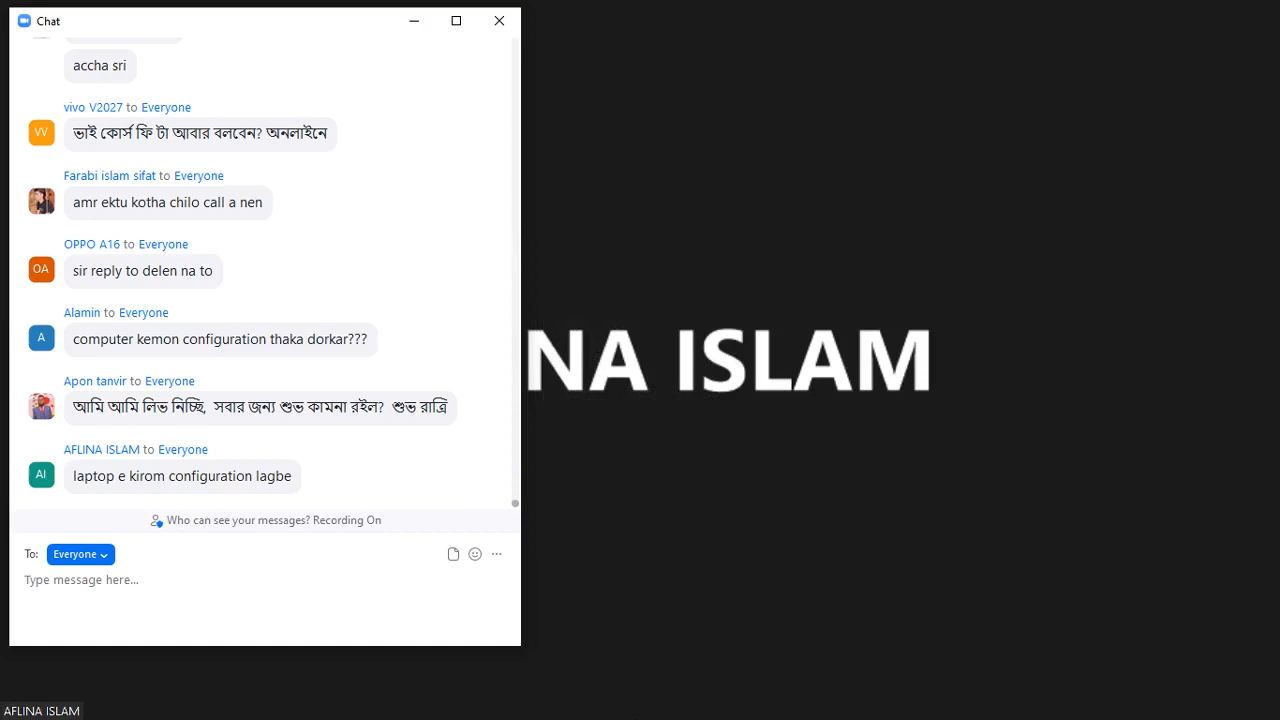 Chat
accha sri
vivo V2027 to Everyone
VV
ভাই কোর্স ফি টা আবার বলবেন? অনলাইনে
Farabi islam sifat to Everyone
amr ektu kotha chilo call a nen
OPPO A16 to Everyone
OA
sir reply to delen na to
Alamin to Everyone
A
computer kemon configuration thaka dorkar???
Apon tanvir to Everyone
আমি আমি লিভ নিচ্ছি, সবার জন্য শুভ কামনা রইল? শুভ রাত্রি
AFLINA ISLAM to Everyone
AI
laptop e kirom configuration lagbe
Who can see your messages? Recording On
To: Everyone
Type message here...
NA ISLAM
AFLINA ISLAM